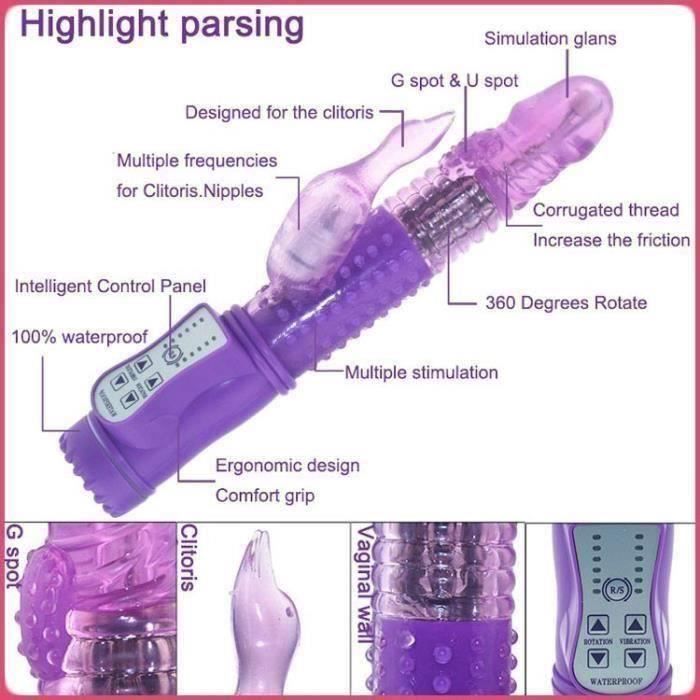 Highlight parsing
Simulation glans
G spot & U spot
Designed for the clitoris
Multiple frequencies
for Clitoris.Nipples
Corrugated thread
Increase the friction
Intelligent Control Panel
360 Degrees Rotate
100% waterproof
Multiple stimulation
Ergonomic design
Comfort grip
G spot
Clitoris
Vaginal wall
R/S
ROTATION VIBRATION
WATERPROOF